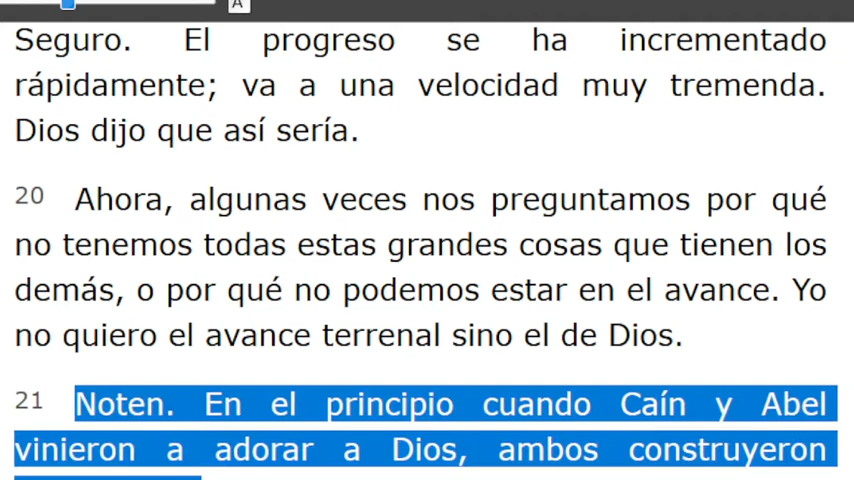 A
Seguro. El progreso se ha incrementado
rápidamente; va a una velocidad muy tremenda.
Dios dijo que así sería.
20 Ahora, algunas veces nos preguntamos por qué
no tenemos todas estas grandes cosas que tienen los
demás, o por qué no podemos estar en el avance. Yo
no quiero el avance terrenal sino el de Dios.
21 Noten. En el principio cuando Caín y Abel
vinieron a adorar a Dios, ambos construyeron